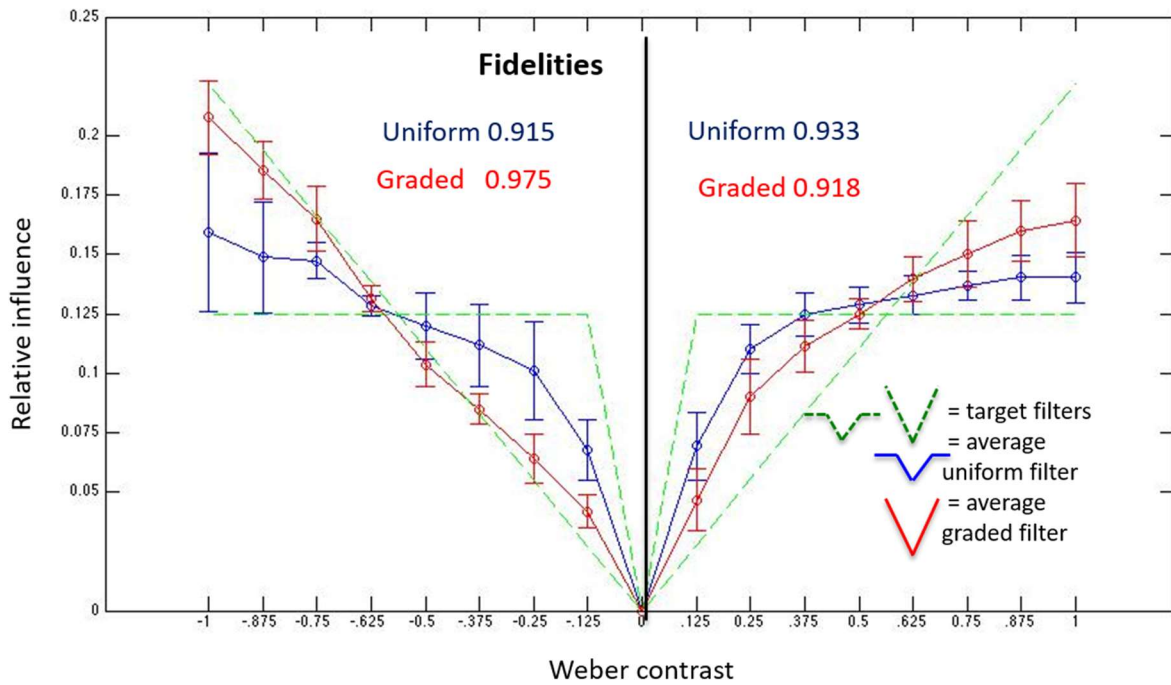 Fidelities
Uniform 0.915
Graded 0.975
Uniform 0.933
Graded 0.918
0.25
0.2
0.175
0.15
0.125
0.1
0.075
0.05
0
Relative influence
-1 -.875 -0.75 -.625 -0.5 -.375 -0.25 -.125 0 .125 0.25 .375 0.5 .625 0.75 .875 1
Weber contrast
= target filters
= average
uniform filter
= average
graded filter